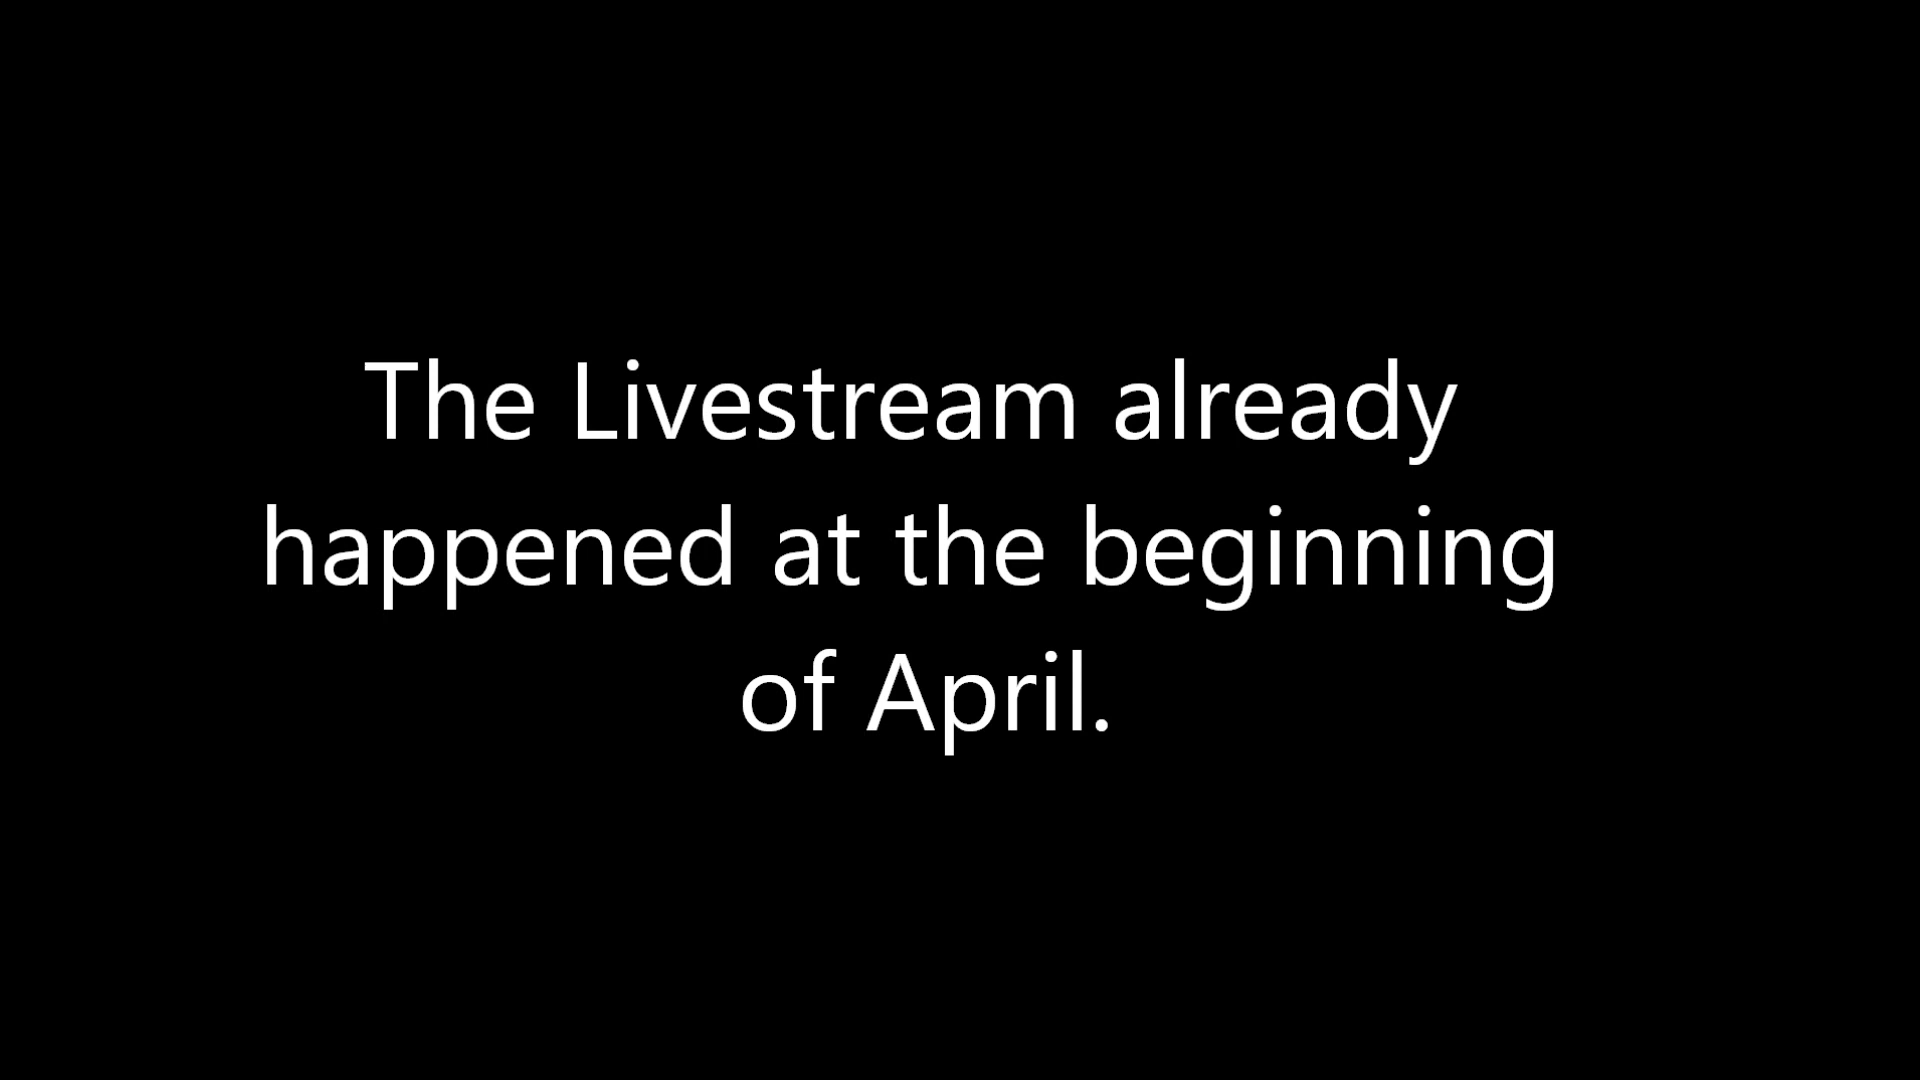 The Livestream already
happened at the beginning
of April.